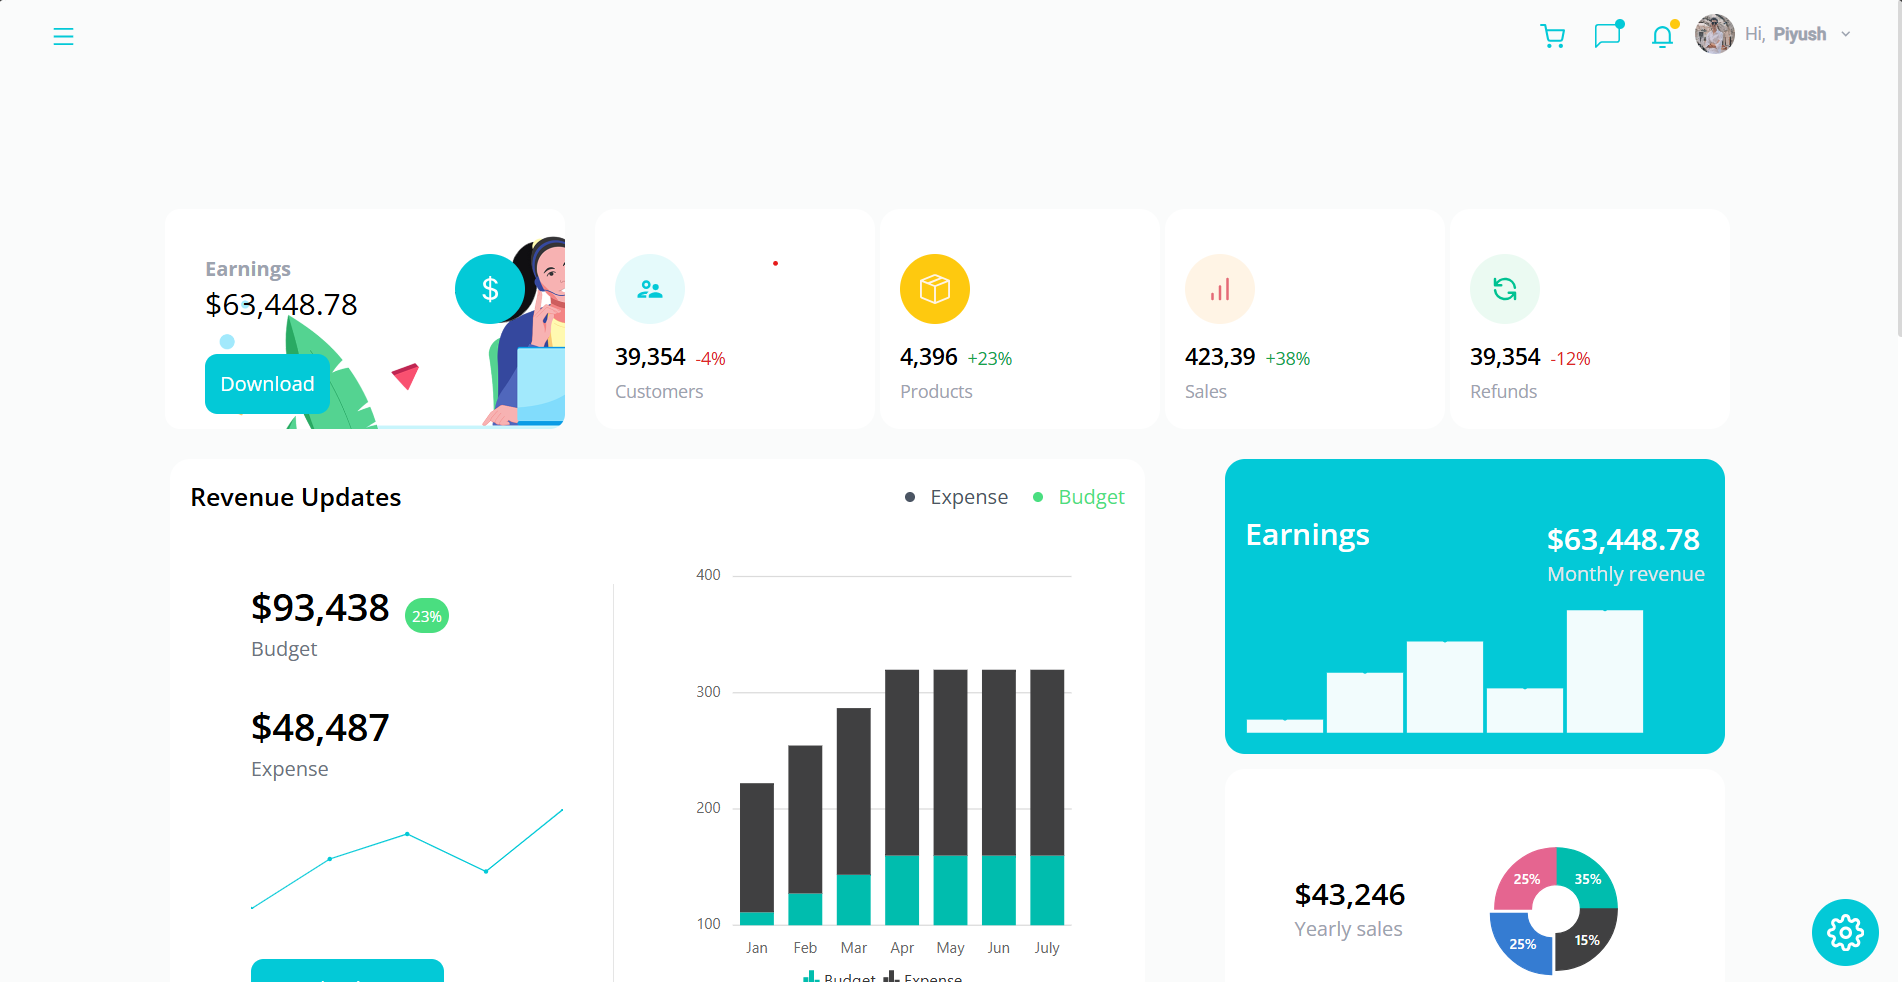 Hi, Piyush
Earnings
$63,448.78
$
Download
39,354 -4%
Customers
4,396 +23%
Products
423,39 +38%
Sales
39,354 -12%
Refunds
Revenue Updates
Expense
Budget
$93,438 23%
Budget
$48,487
Expense
400
300
200
100
Jan Feb Mar Apr May Jun July
Budget Expense
Earnings
$63,448.78
Monthly revenue
$43,246
Yearly sales
25% 35%
25% 15%